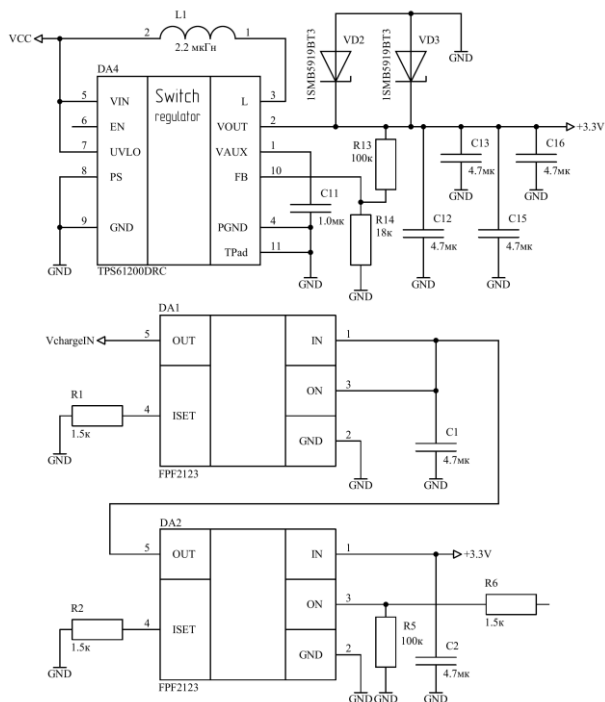 L1
VCC
2
1
2.2 мкГн
DA4
1SMB5919BT3
VD2
1SMB5919BT3
VD3
GND
5
VIN
Switch
regulator
L
3
6
EN
VOUT
2
+3.3V
7
UVLO
VAUX
1
R13
100к
C13
4.7мк
C16
4.7мк
8
PS
FB
10
C11
1.0мк
R14
18к
C12
4.7мк
C15
4.7мк
GND
GND
9
GND
PGND
4
TPad
11
GND
TPS61200DRC
GND
GND
GND
GND
DA1
VchargeIN
5
OUT
IN
1
ON
3
R1
1.5к
4
ISET
GND
2
C1
4.7мк
GND
FPF2123
GND
GND
DA2
5
OUT
IN
1
+3.3V
R6
1.5к
R2
1.5к
4
ISET
ON
3
R5
100к
GND
2
C2
4.7мк
GND
FPF2123
GND
GND
GND